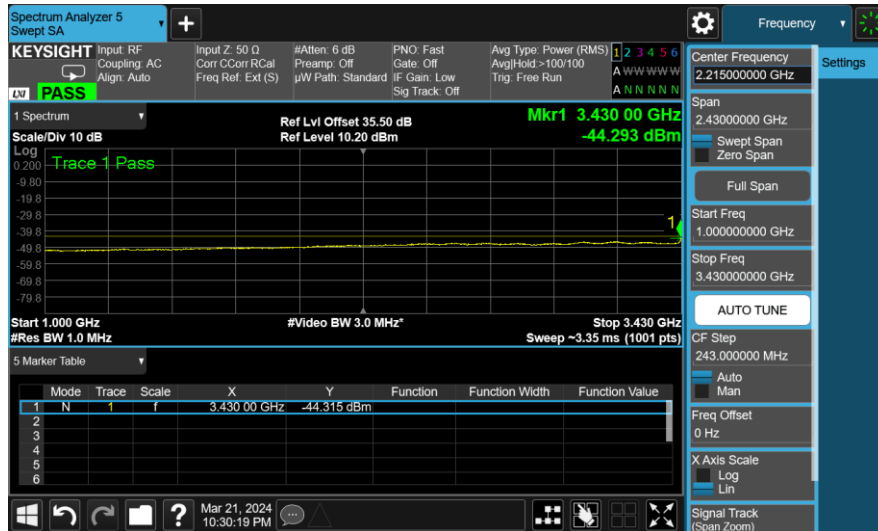 Spectrum Analyzer 5
Swept SA
+
Frequency
KEYSIGHT
Input: RF
Coupling: AC
Align: Auto
Input Z: 50 Ω
Corr CCorr RCal
Freq Ref: Ext (S)
#Atten: 6 dB
Preamp: Off
µW Path: Standard
PNO: Fast
Gate: Off
IF Gain: Low
Sig Track: Off
Avg Type: Power (RMS)
Avg|Hold:>100/100
Trig: Free Run
1 2 3 4 5 6
A W W W W W
A N N N N N
LXI PASS
1 Spectrum
Scale/Div 10 dB
Ref Lvl Offset 35.50 dB
Ref Level 10.20 dBm
Mkr1 3.430 00 GHz
-44.293 dBm
Log
Trace 1 Pass
0.200
-9.80
-19.8
-29.8
-39.8
-49.8
-59.8
-69.8
-79.8
1
Start 1.000 GHz
#Res BW 1.0 MHz
#Video BW 3.0 MHz*
Stop 3.430 GHz
Sweep ~3.35 ms (1001 pts)
5 Marker Table
Mode Trace Scale X Y Function Function Width Function Value
1 N 1 f 3.430 00 GHz -44.315 dBm
2
3
4
5
6
Mar 21, 2024
10:30:19 PM
?
Center Frequency
2.215000000 GHz
Settings
Span
2.43000000 GHz
Swept Span
Zero Span
Full Span
Start Freq
1.000000000 GHz
Stop Freq
3.430000000 GHz
AUTO TUNE
CF Step
243.000000 MHz
Auto
Man
Freq Offset
0 Hz
X Axis Scale
Log
Lin
Signal Track
(Span Zoom)